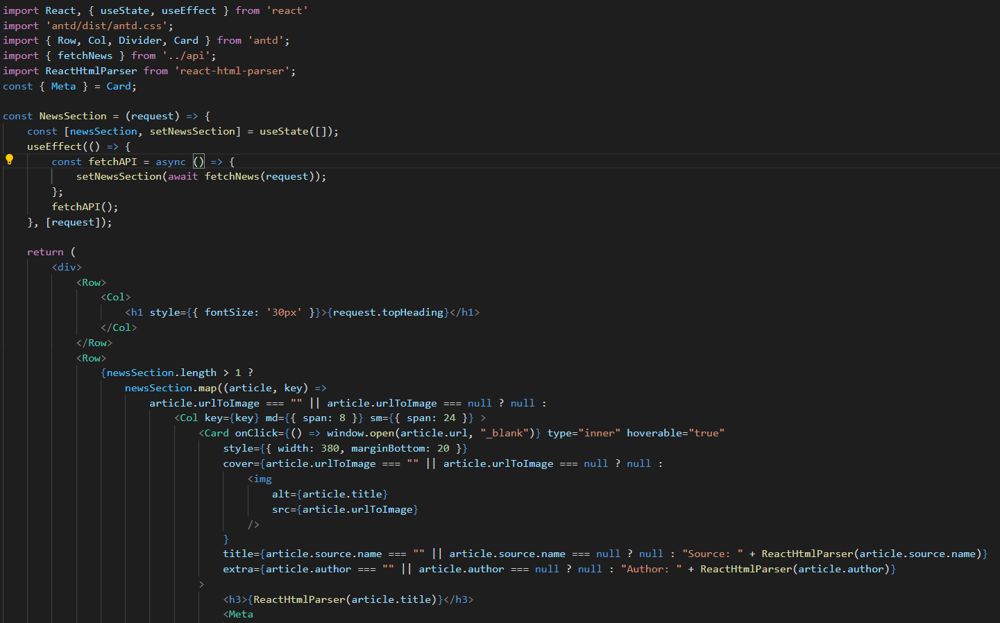 import React, { useState, useEffect } from 'react'
import 'antd/dist/antd.css';
import { Row, Col, Divider, Card } from 'antd';
import { fetchNews } from '../api';
import ReactHtmlParser from 'react-html-parser';
const { Meta } = Card;

const NewsSection = (request) => {
    const [newsSection, setNewsSection] = useState([]);
    useEffect(() => {
        const fetchAPI = async () => {
            setNewsSection(await fetchNews(request));
        };
        fetchAPI();
    }, [request]);

    return (
        <div>
            <Row>
                <Col>
                    <h1 style={{ fontSize: '30px' }}>{request.topHeading}</h1>
                </Col>
            </Row>
            <Row>
                {newsSection.length > 1 ?
                    newsSection.map((article, key) =>
                        article.urlToImage === "" || article.urlToImage === null ? null :
                            <Col key={key} md={{ span: 8 }} sm={{ span: 24 }} >
                                <Card onClick={() => window.open(article.url, "_blank")} type="inner" hoverable="true"
                                    style={{ width: 380, marginBottom: 20 }}
                                    cover={article.urlToImage === "" || article.urlToImage === null ? null :
                                        <img
                                            alt={article.title}
                                            src={article.urlToImage}
                                        />
                                    }
                                    title={article.source.name === "" || article.source.name === null ? null : "Source: " + ReactHtmlParser(article.source.name)}
                                    extra={article.author === "" || article.author === null ? null : "Author: " + ReactHtmlParser(article.author)}
                                >
                                    <h3>{ReactHtmlParser(article.title)}</h3>
                                    <Meta